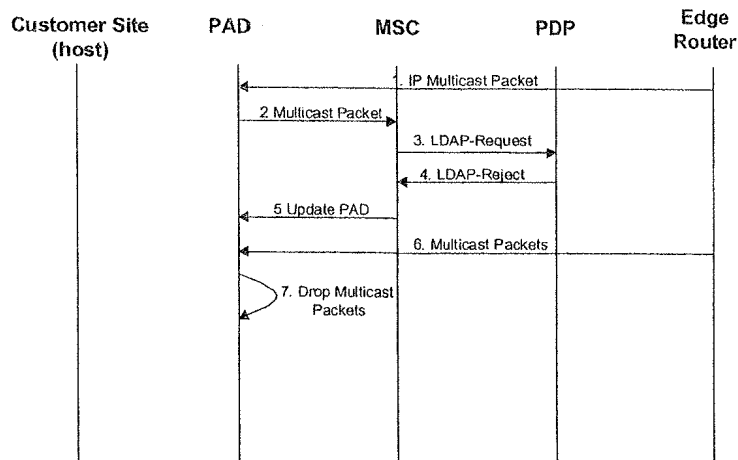 Customer Site
(host)
PAD
MSC
PDP
Edge
Router
. IP Multicast Packet
2 Multicast Packet
3. LDAP-Request
4. LDAP-Reject
5 Update PAD
6. Multicast Packets
7. Drop Multicast
Packets